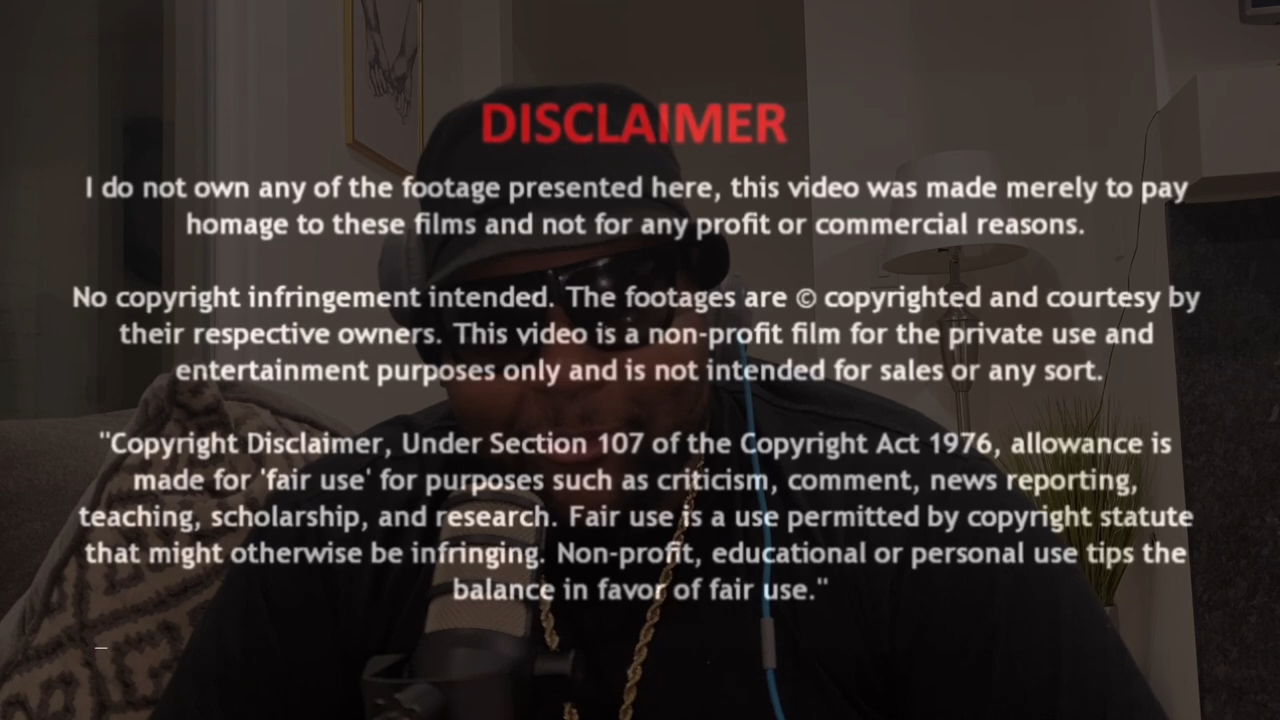 DISCLAIMER
I do not own any of the footage presented here, this video was made merely to pay
homage to these films and not for any profit or commercial reasons.
No copyright infringement intended. The footages are © copyrighted and courtesy by
their respective owners. This video is a non-profit film for the private use and
entertainment purposes only and is not intended for sales or any sort.
"Copyright Disclaimer, Under Section 107 of the Copyright Act 1976, allowance is
made for 'fair use' for purposes such as criticism, comment, news reporting,
teaching, scholarship, and research. Fair use is a use permitted by copyright statute
that might otherwise be infringing. Non-profit, educational or personal use tips the
balance in favor of fair use."